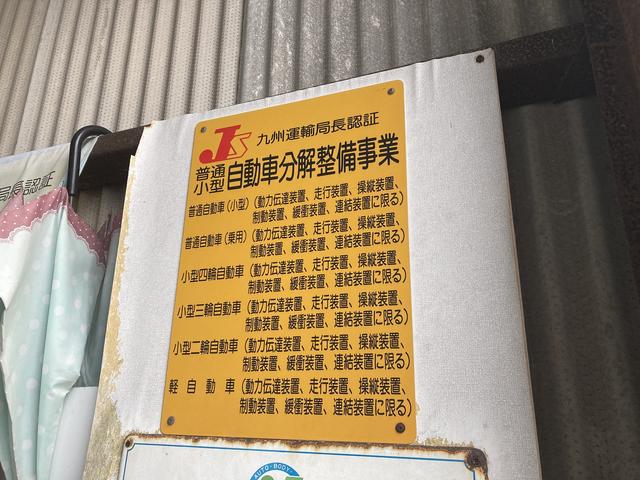 JS 九州運輸局長認証
普通
小型 自動車分解整備事業
普通自動車(小型)(動力伝達装置、走行装置、操縦装置、
制動装置、緩衝装置、連結装置に限る)
普通自動車(乗用)(動力伝達装置、走行装置、操縦装置、
制動装置、緩衝装置、連結装置に限る)
小型四輪自動車(動力伝達装置、走行装置、操縦装置、
制動装置、緩衝装置、連結装置に限る)
小型三輪自動車(動力伝達装置、走行装置、操縦装置、
制動装置、緩衝装置、連結装置に限る)
小型二輪自動車(動力伝達装置、走行装置、操縦装置、
制動装置、緩衝装置、連結装置に限る)
軽自動車(動力伝達装置、走行装置、操縦装置、
制動装置、緩衝装置、連結装置に限る)
局長認証
AUTO-BODY-